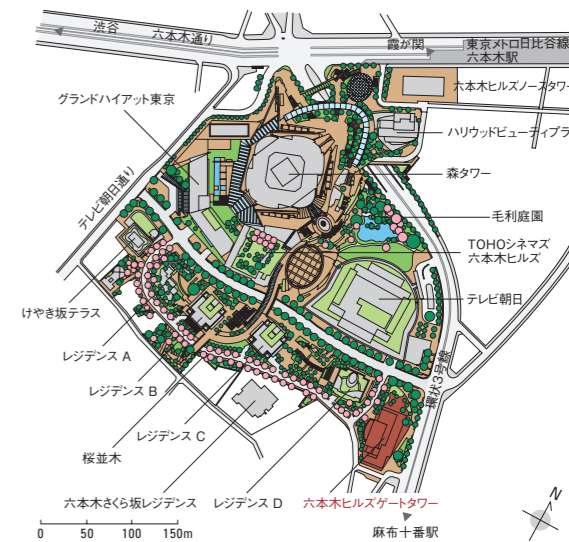 渋谷
六本木通り
霞が関
東京メトロ日比谷線
六本木駅
グランドハイアット東京
六本木ヒルズノースタワー
ハリウッドビューティプラ
森タワー
テレビ朝日通り
毛利庭園
TOHOシネマズ
六本木ヒルズ
テレビ朝日
けやき坂テラス
レジデンス A
レジデンス B
レジデンス C
環状3号線
桜並木
六本木さくら坂レジデンス
レジデンス D
六本木ヒルズゲートタワー
麻布十番駅
N
0 50 100 150m